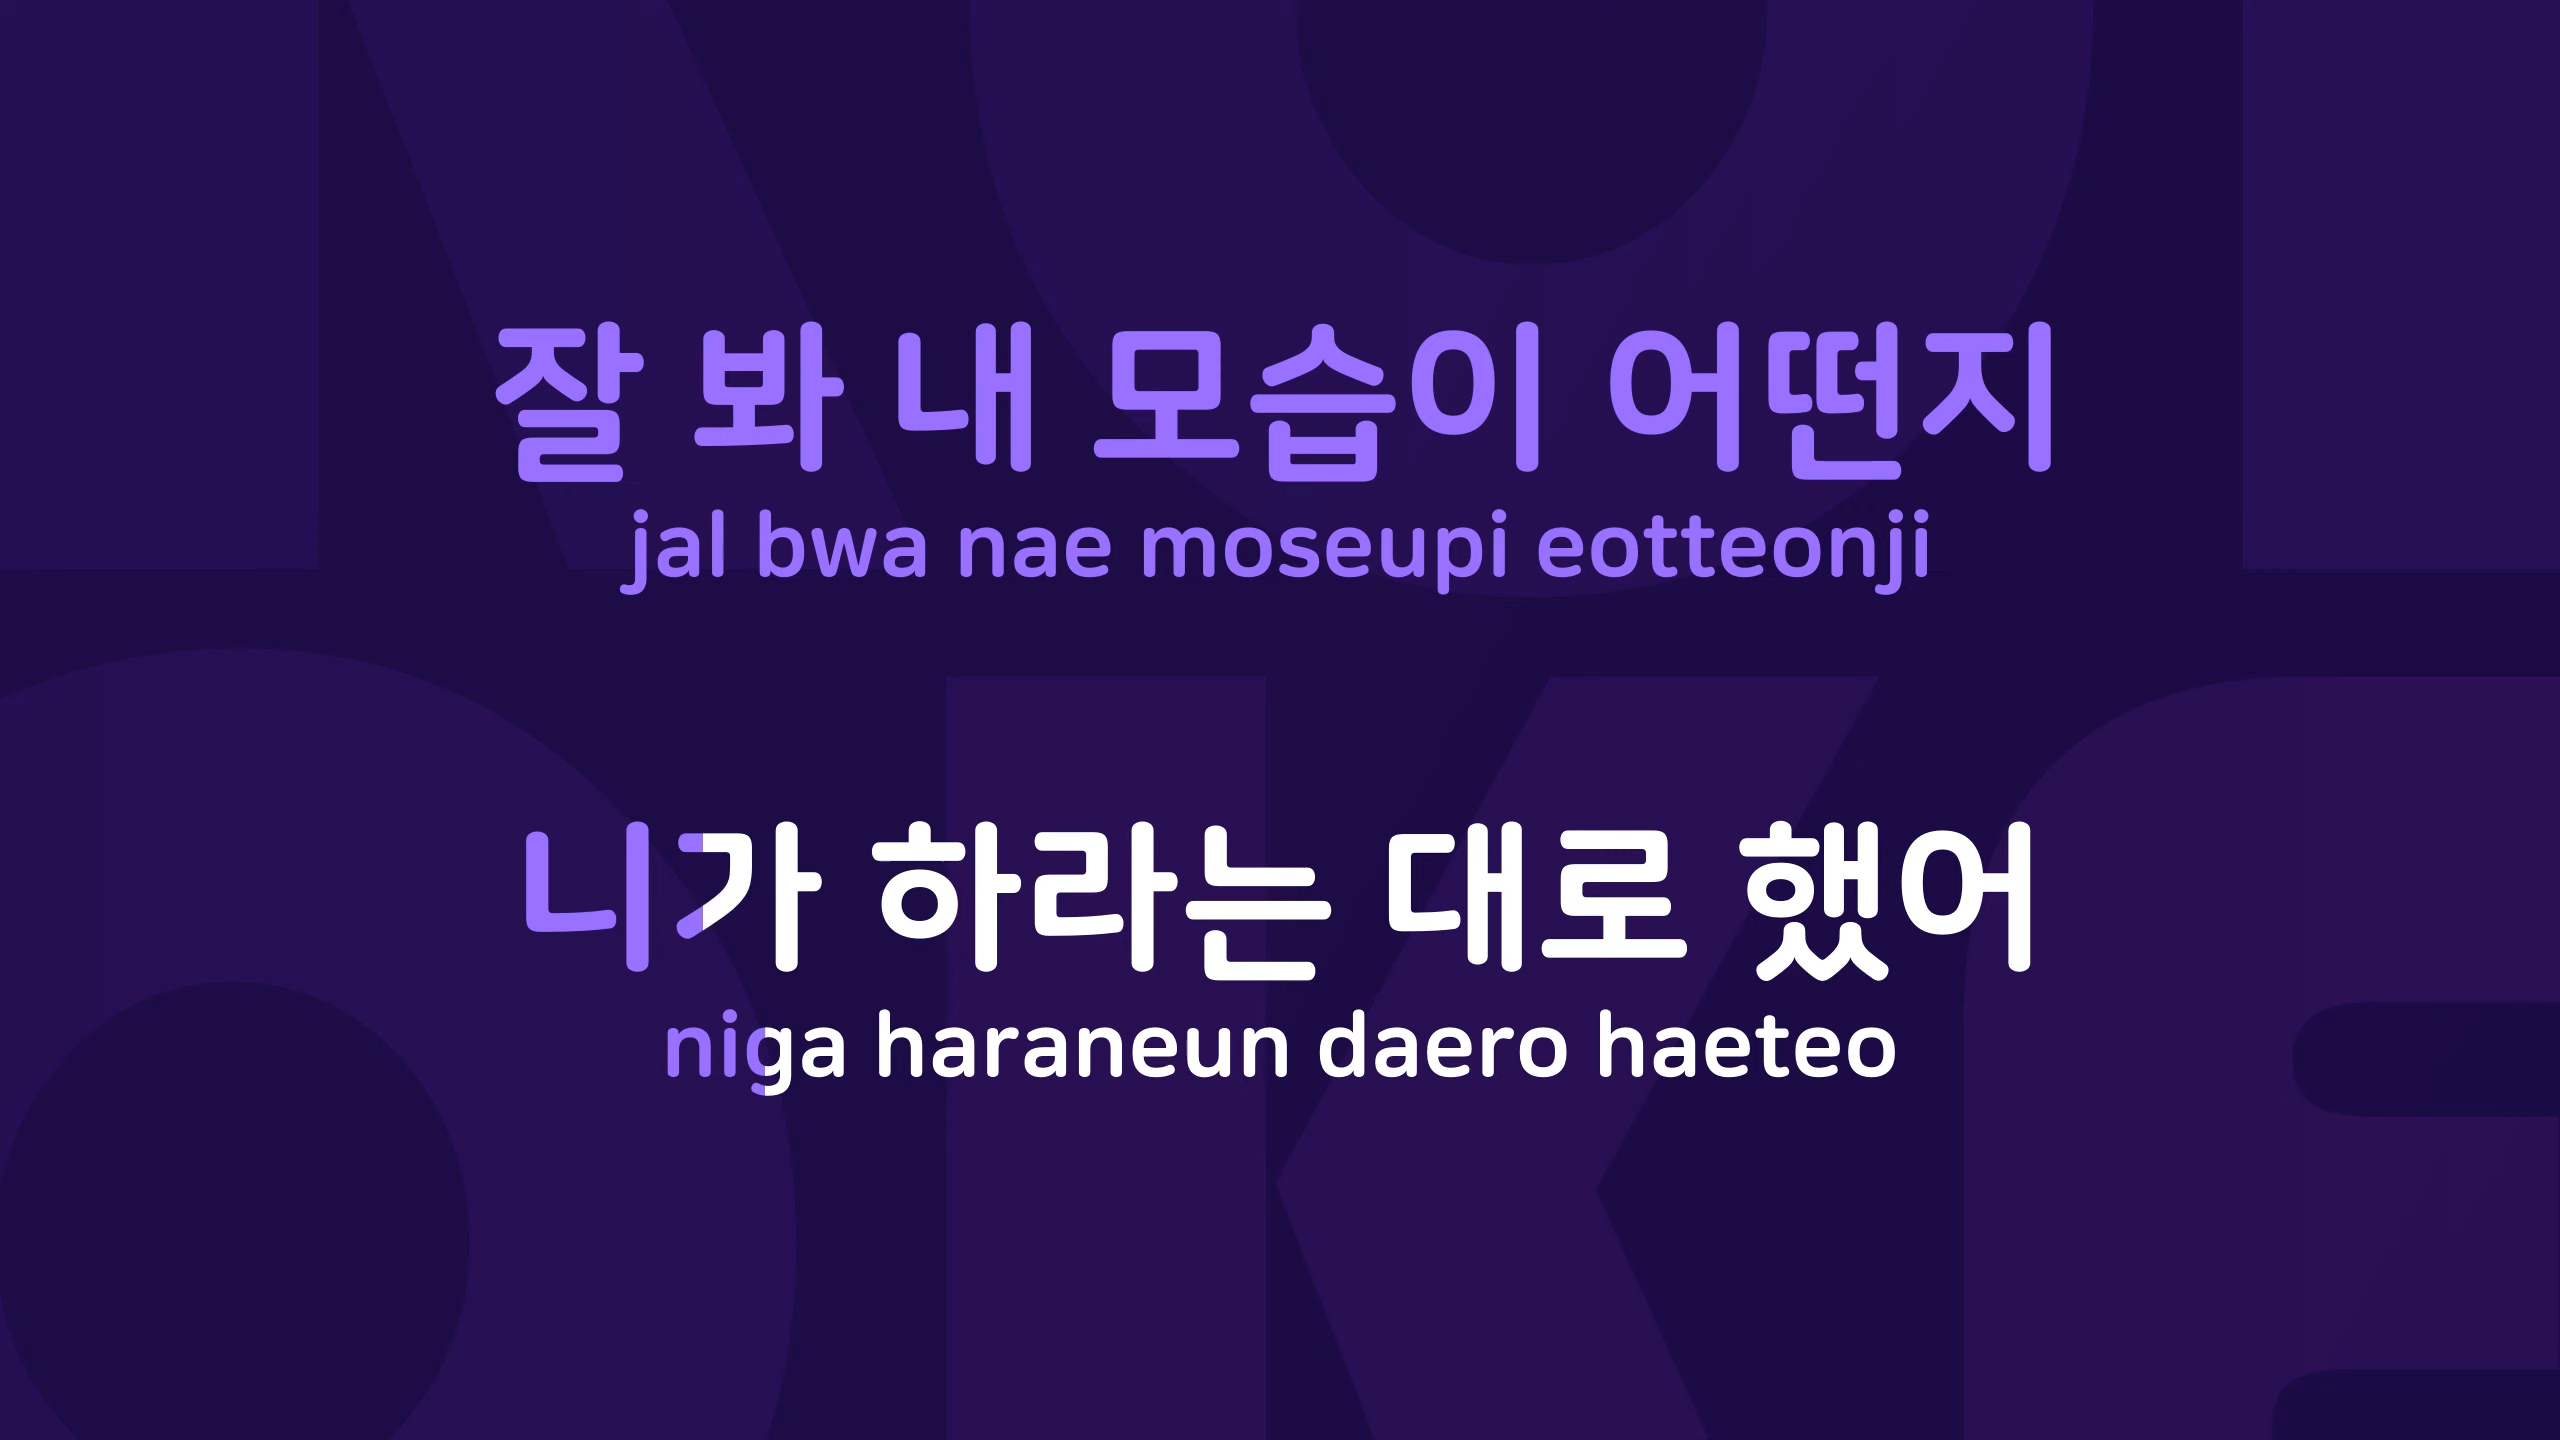 잘 봐 내 모습이 어떤지
jal bwa nae moseupi eotteonji
니가 하라는 대로 했어
niga haraneun daero haeteo